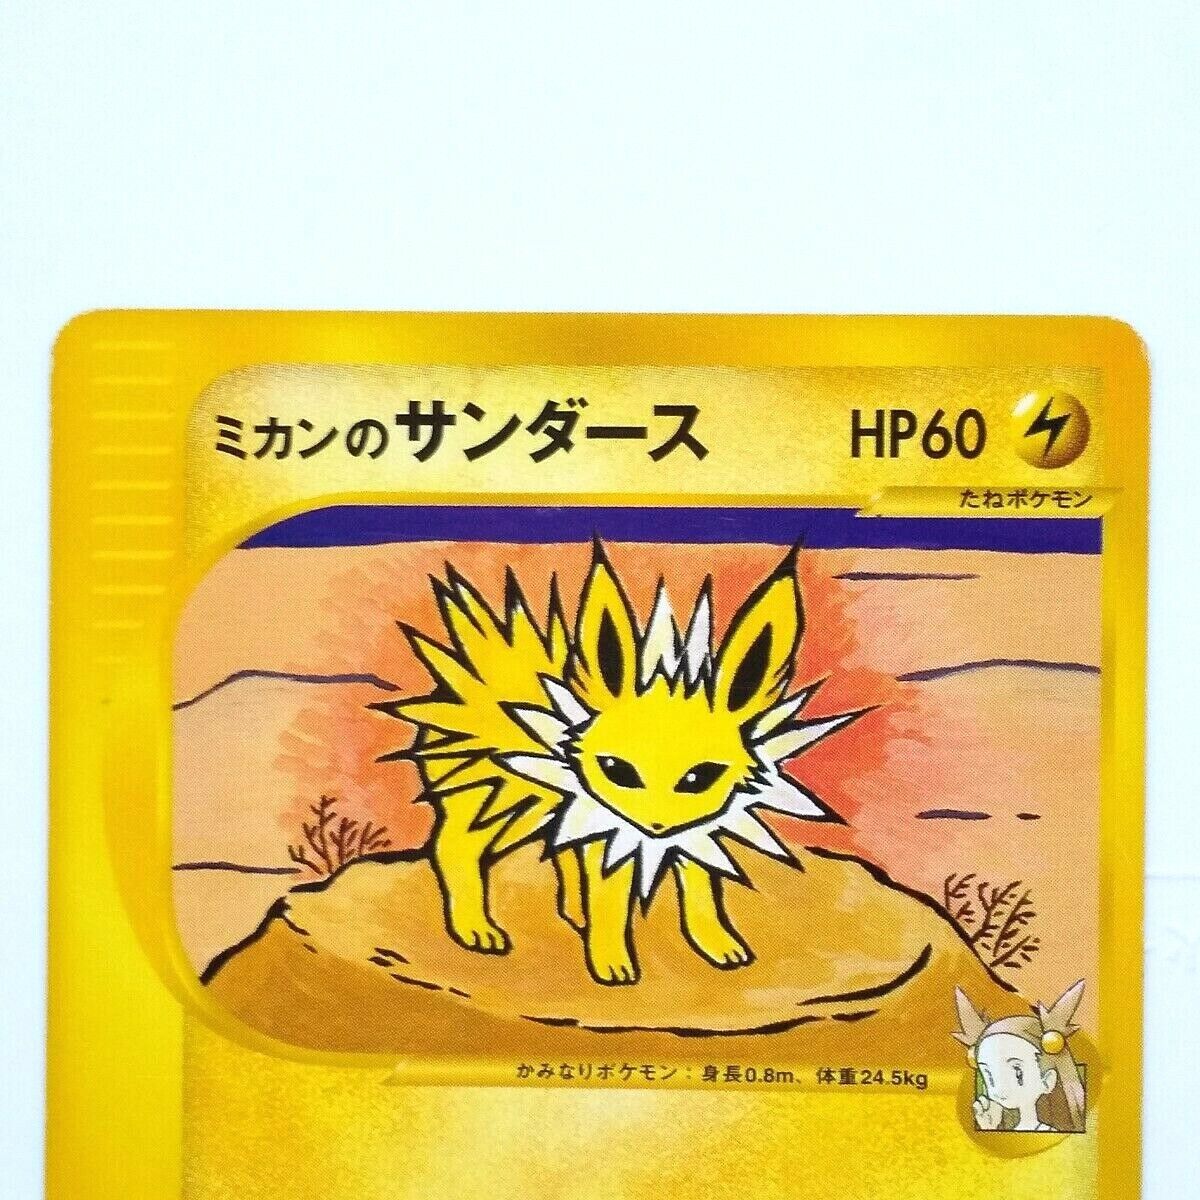 ミカンのサンダース HP60
たねポケモン
かみなりポケモン：身長0.8m、体重24.5kg